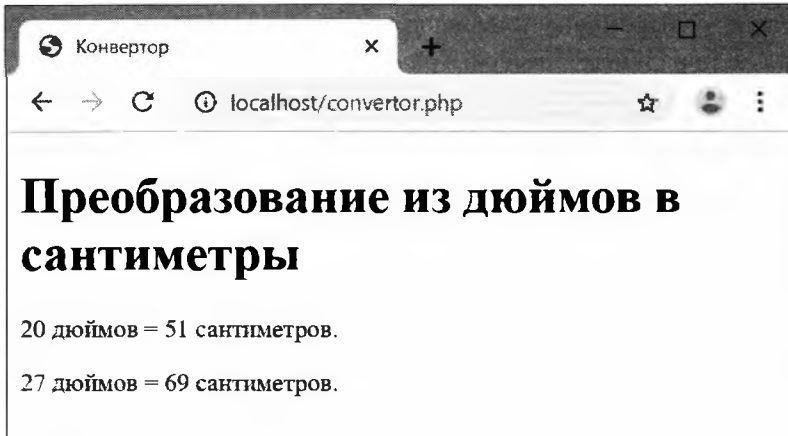 Конвертор
localhost/convertor.php
Преобразование из дюймов в
сантиметры
20 дюймов = 51 сантиметров.
27 дюймов = 69 сантиметров.